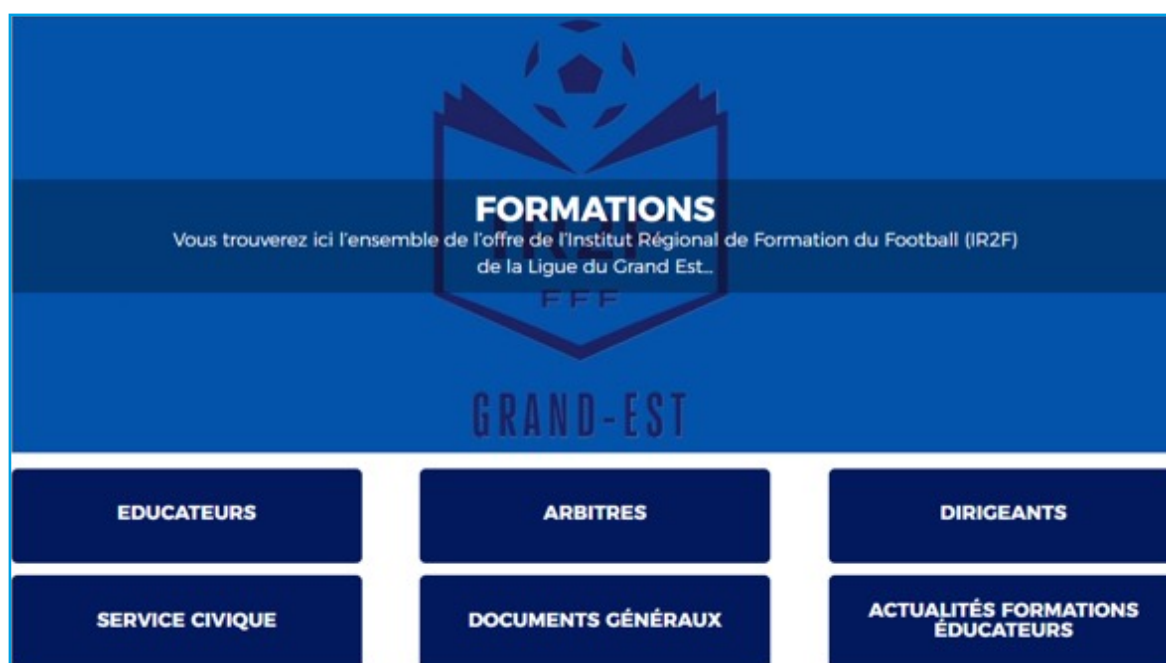 FORMATIONS
Vous trouverez ici l'ensemble de l'offre de l'Institut Régional de Formation du Football (IR2F)
de la Ligue du Grand Est...
IR2F
FFF
GRAND-EST
EDUCATEURS
ARBITRES
DIRIGEANTS
SERVICE CIVIQUE
DOCUMENTS GÉNÉRAUX
ACTUALITÉS FORMATIONS
ÉDUCATEURS